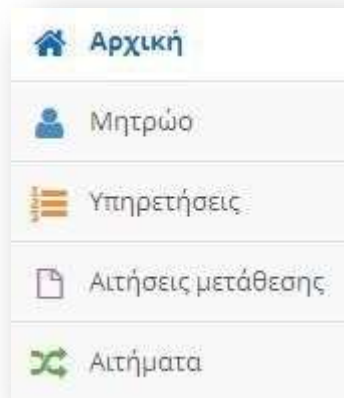 Αρχική
Μητρώο
Υπηρετήσεις
Αιτήσεις μετάθεσης
Αιτήματα